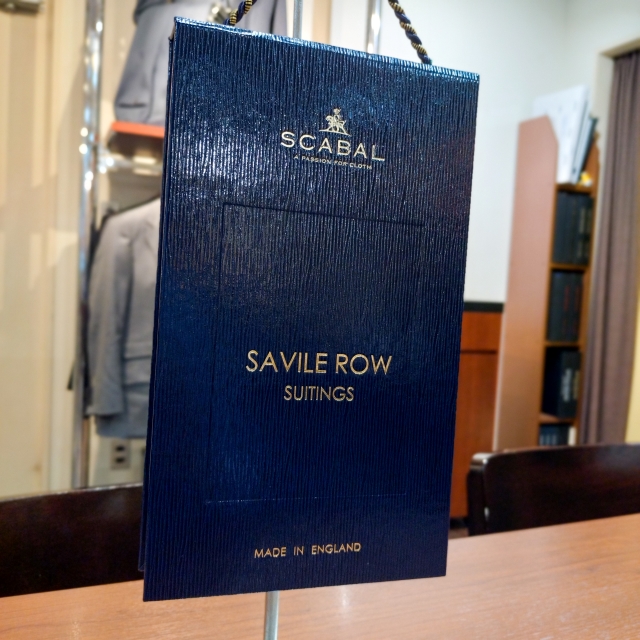 SCABAL
A PASSION FOR CLOTH
SAVILE ROW
SUITINGS
MADE IN ENGLAND